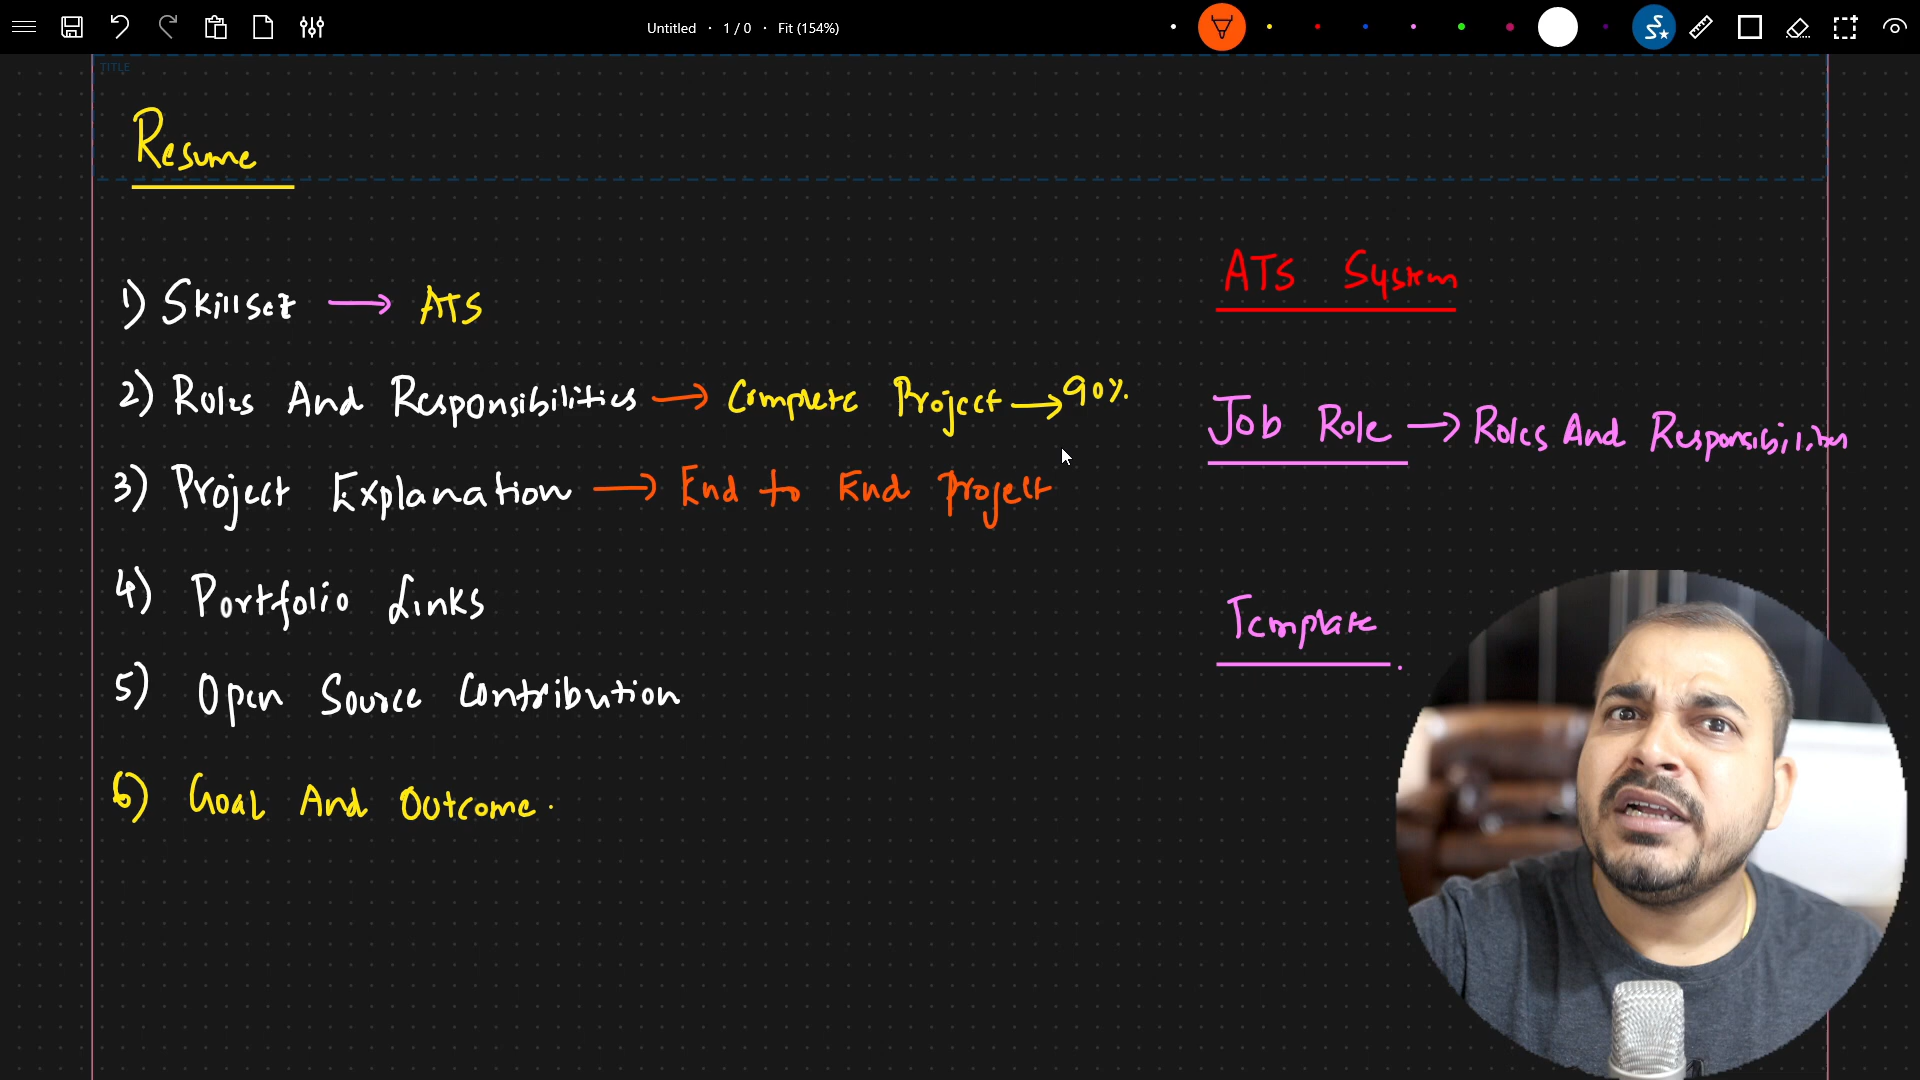 Untitled · 1 / 0 · Fit (154%)
TITLE
Resume
1) Skillset → ATS
2) Roles And Responsibilities → Complete Project → 90%.
3) Project Explanation → End to End project
4) Portfolio Links
5) Open Source Contribution
6) Goal And Outcome.
ATS System
Job Role → Roles And Responsibilities
Template.